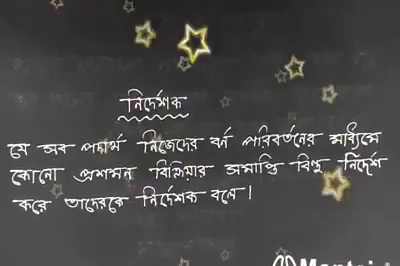 নির্দেশক
যে সব পদার্থ নিজেদের বর্ন পরিবর্তনের মাধ্যমে
কোনো প্রশমন বিক্রিয়ার সমাপ্তি বিন্দু নির্দেশ
করে তাদেরকে নির্দেশক বলে।